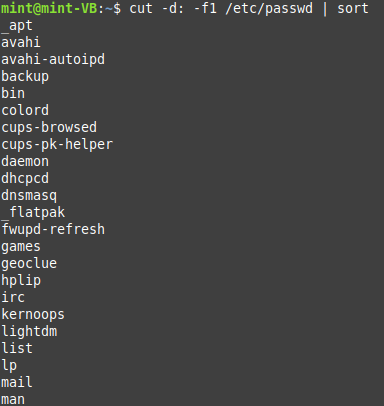 mint@mint-VB:~$ cut -d: -f1 /etc/passwd | sort
_apt
avahi
avahi-autoipd
backup
bin
colord
cups-browsed
cups-pk-helper
daemon
dhcpcd
dnsmasq
_flatpak
fwupd-refresh
games
geoclue
hplip
irc
kernoops
lightdm
list
lp
mail
man